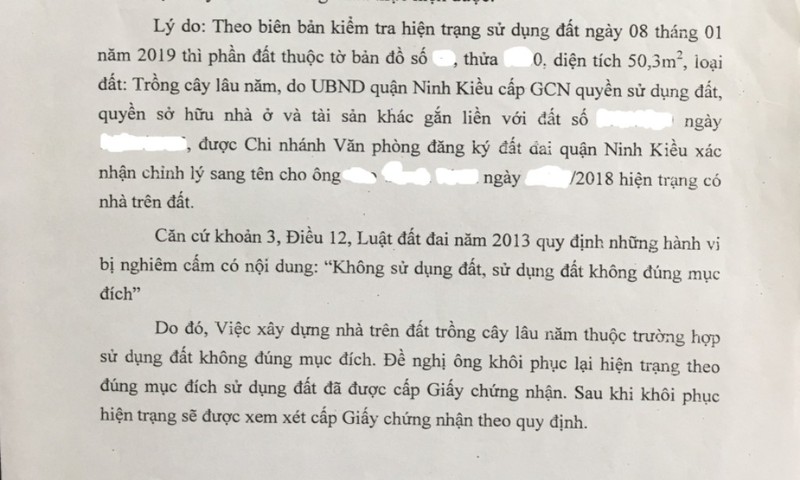 Lý do: Theo biên bản kiểm tra hiện trạng sử dụng đất ngày 08 tháng 01
năm 2019 thì phần đất thuộc tờ bản đồ số , thửa 0, diện tích 50,3m², loại
đất: Trồng cây lâu năm, do UBND quận Ninh Kiều cấp GCN quyền sử dụng đất,
quyền sở hữu nhà ở và tài sản khác gắn liền với đất số ngày
, được Chi nhánh Văn phòng đăng ký đất đai quận Ninh Kiều xác
nhận chỉnh lý sang tên cho ông ngày /2018 hiện trạng có
nhà trên đất.
Căn cứ khoản 3, Điều 12, Luật đất đai năm 2013 quy định những hành vi
bị nghiêm cấm có nội dung: “Không sử dụng đất, sử dụng đất không đúng mục
đích”
Do đó, Việc xây dựng nhà trên đất trồng cây lâu năm thuộc trường hợp
sử dụng đất không đúng mục đích. Đề nghị ông khôi phục lại hiện trạng theo
đúng mục đích sử dụng đất đã được cấp Giấy chứng nhận. Sau khi khôi phục
hiện trạng sẽ được xem xét cấp Giấy chứng nhận theo quy định.